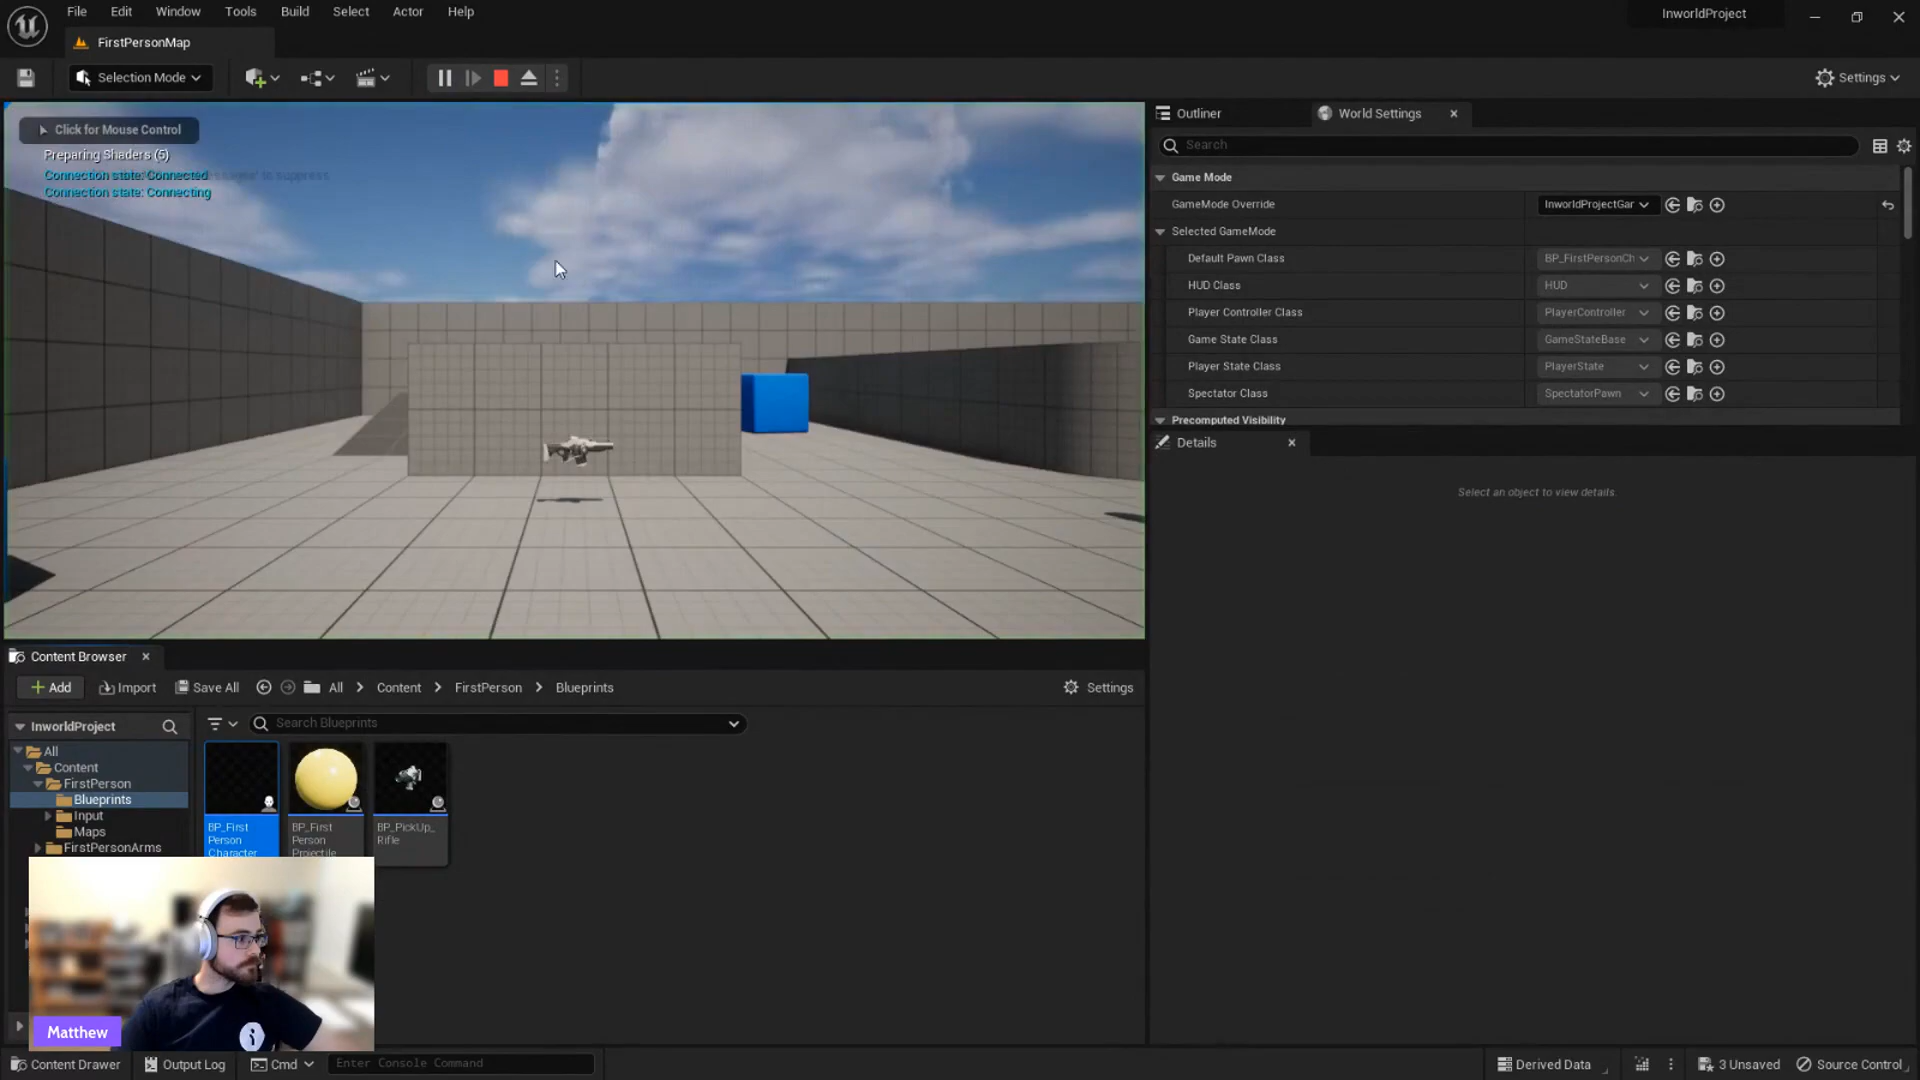 File Edit Window Tools Build Select Actor Help
InworldProject
FirstPersonMap
Selection Mode
Settings
Click for Mouse Control
Preparing Shaders (5)
Connection state: Connected
Connection state: Connecting
Outliner
World Settings
Search
Game Mode
GameMode Override
InworldProjectGar
Selected GameMode
Default Pawn Class
BP_FirstPersonCh
HUD Class
HUD
Player Controller Class
PlayerController
Game State Class
GameStateBase
Player State Class
PlayerState
Spectator Class
SpectatorPawn
Precomputed Visibility
Details
Select an object to view details.
Content Browser
Add Import Save All All Content FirstPerson Blueprints Settings
InworldProject
Search Blueprints
All
Content
FirstPerson
Blueprints
Input
Maps
FirstPersonArms
BP_First
Person
Character
BP_First
Person
Projectile
BP_PickUp_
Rifle
Matthew
Content Drawer Output Log Cmd Enter Console Command Derived Data 3 Unsaved Source Control